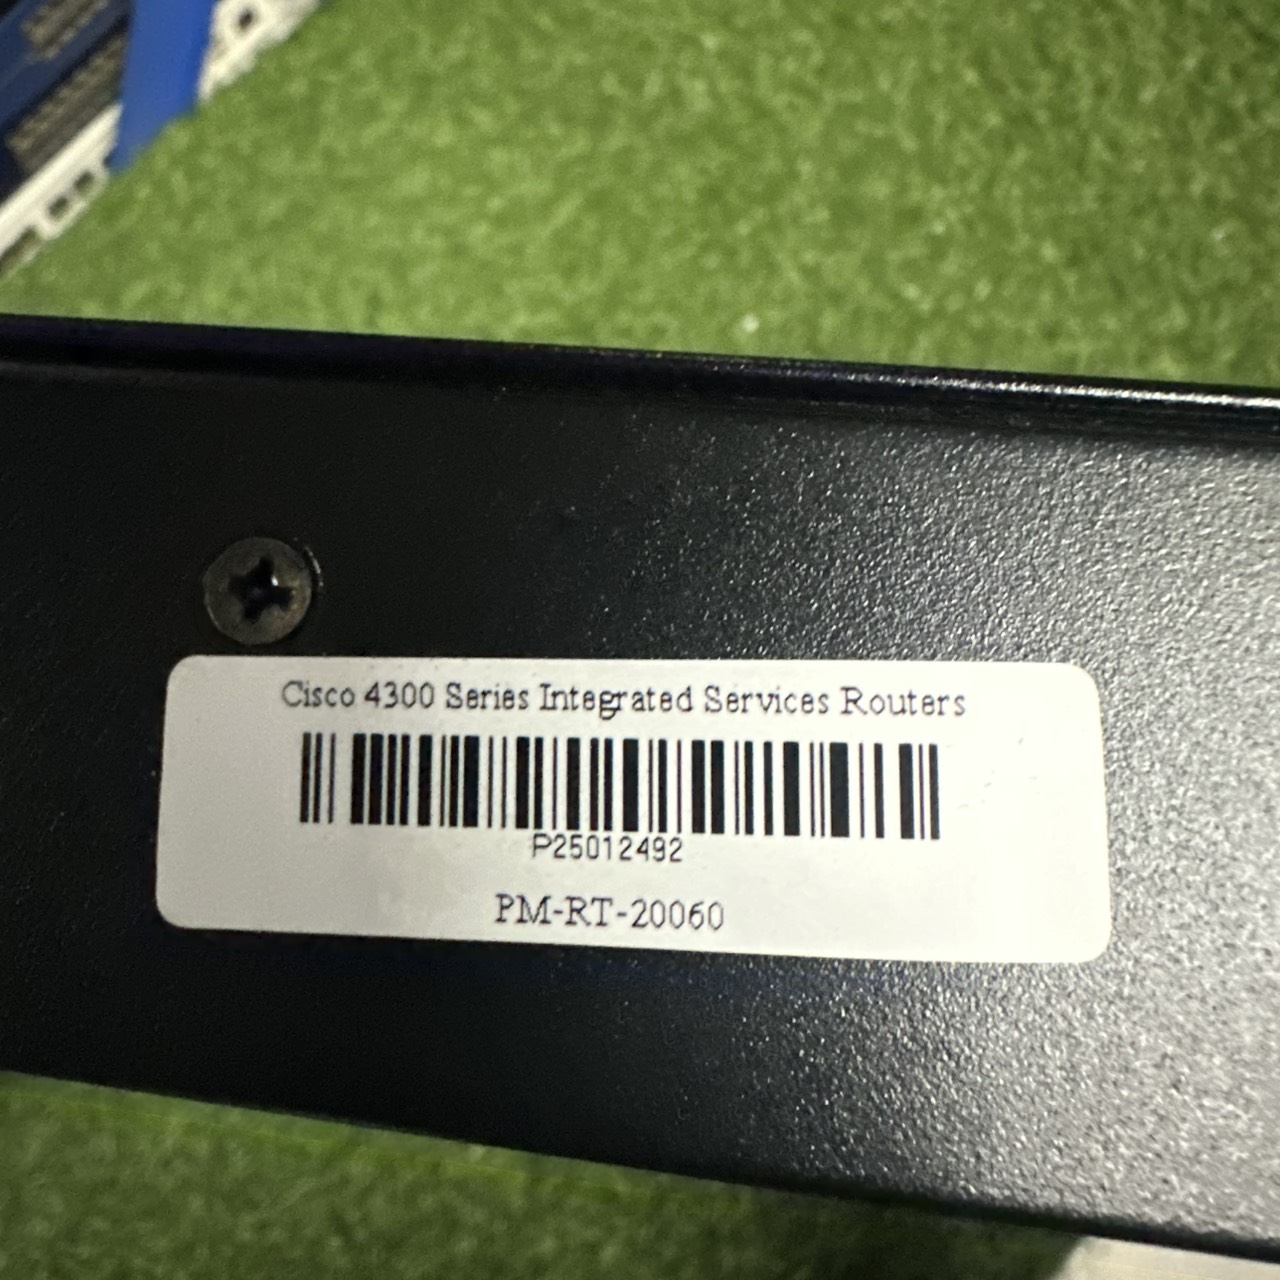 Cisco 4300 Series Integrated Services Routers
P25012492
PM-RT-20060